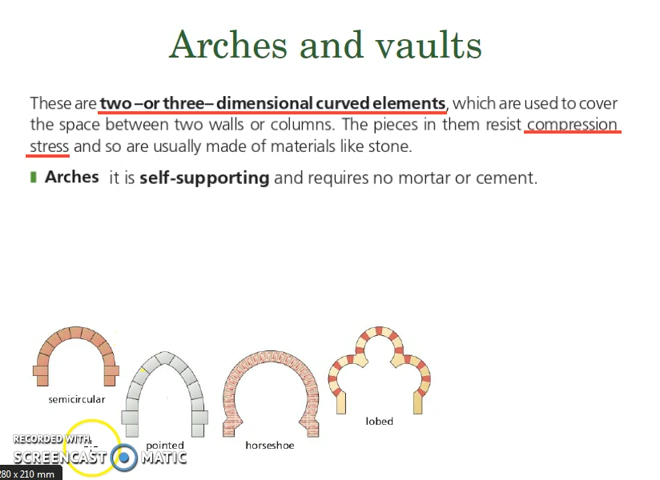 Arches and vaults
These are two –or three– dimensional curved elements, which are used to cover
the space between two walls or columns. The pieces in them resist compression
stress and so are usually made of materials like stone.
Arches it is self-supporting and requires no mortar or cement.
semicircular
lobed
pointed
horseshoe
RECORDED WITH
SCREENCAST MATIC
280 x 210 mm